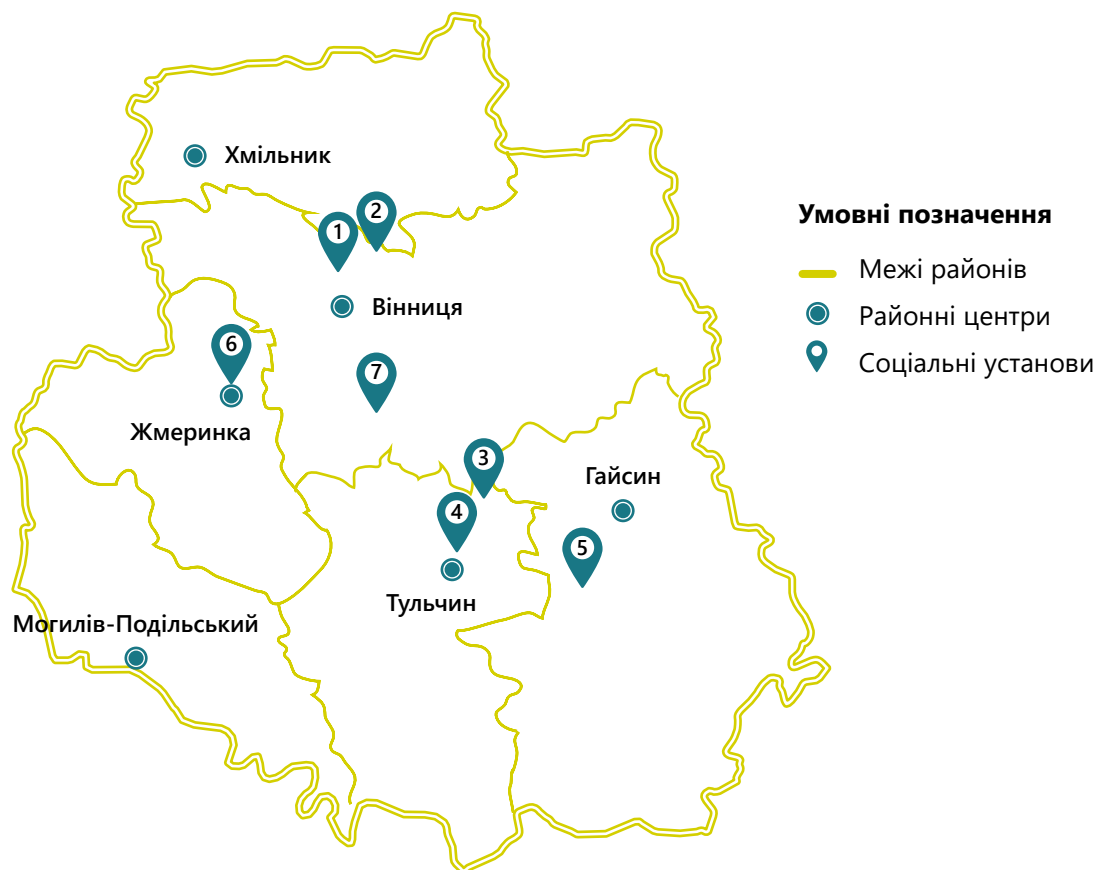 Хмільник
2
1
Вінниця
6
7
Жмеринка
3
Гайсин
4
5
Тульчин
Могилів-Подільський
Умовні позначення
Межі районів
Районні центри
Соціальні установи